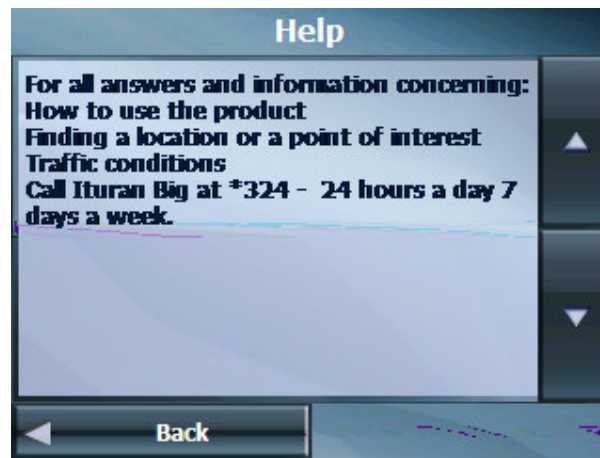 Help
For all answers and information concerning:
How to use the product
Finding a location or a point of interest
Traffic conditions
Call Ituran Big at *324 - 24 hours a day 7
days a week.
Back